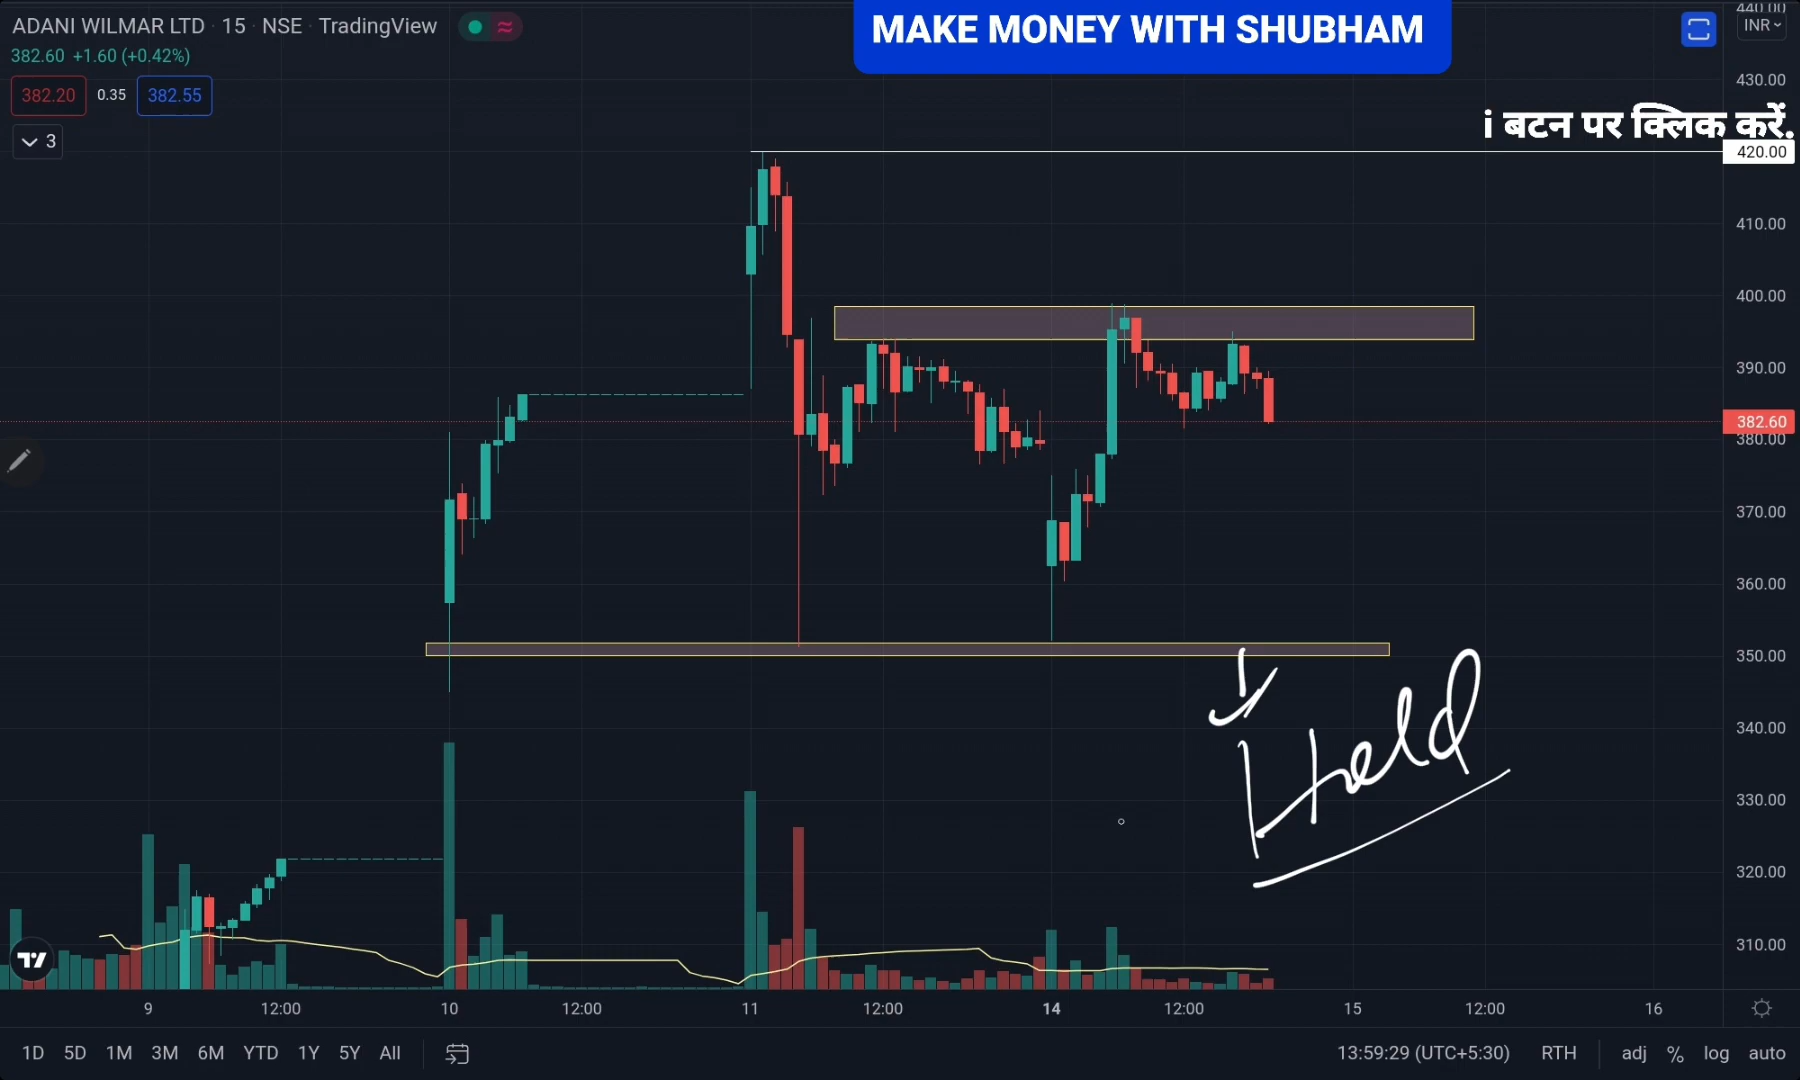 ADANI WILMAR LTD · 15 · NSE TradingView
MAKE MONEY WITH SHUBHAM
INR
382.60 +1.60 (+0.42%)
382.20 0.35 382.55
3
i बटन पर क्लिक करें.
440.00
430.00
420.00
410.00
400.00
390.00
382.60
380.00
370.00
360.00
350.00
340.00
330.00
320.00
310.00
Hold
9 12:00 10 12:00 11 12:00 14 12:00 15 12:00 16
1D 5D 1M 3M 6M YTD 1Y 5Y All 13:59:29 (UTC+5:30) RTH adj % log auto